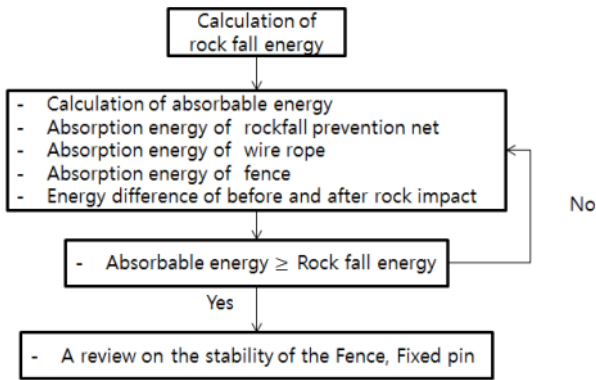 Calculation of
rock fall energy
- Calculation of absorbable energy
- Absorption energy of rockfall prevention net
- Absorption energy of wire rope
- Absorption energy of fence
- Energy difference of before and after rock impact
No
- Absorbable energy ≥ Rock fall energy
Yes
- A review on the stability of the Fence, Fixed pin